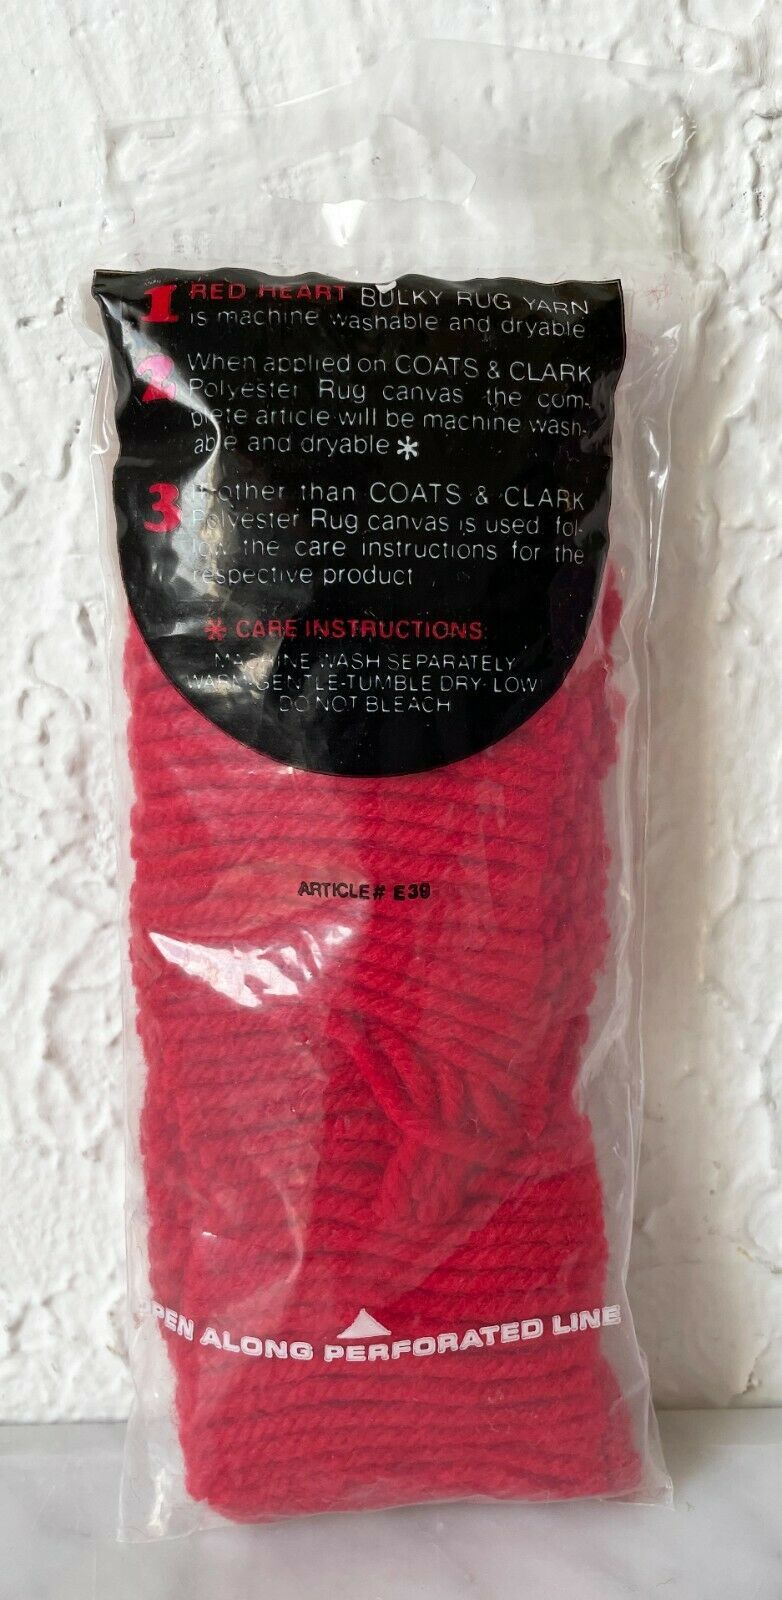 1 RED HEART BULKY RUG YARN
is machine washable and dryable
2 When applied on COATS & CLARK
Polyester Rug canvas the com-
plete article will be machine wash-
able and dryable *
3 If other than COATS & CLARK
Polyester Rug canvas is used fol-
low the care instructions for the
respective product
* CARE INSTRUCTIONS:
MACHINE WASH SEPARATELY
WARM-GENTLE-TUMBLE DRY-LOW
DO NOT BLEACH
ARTICLE# E39
OPEN ALONG PERFORATED LINE